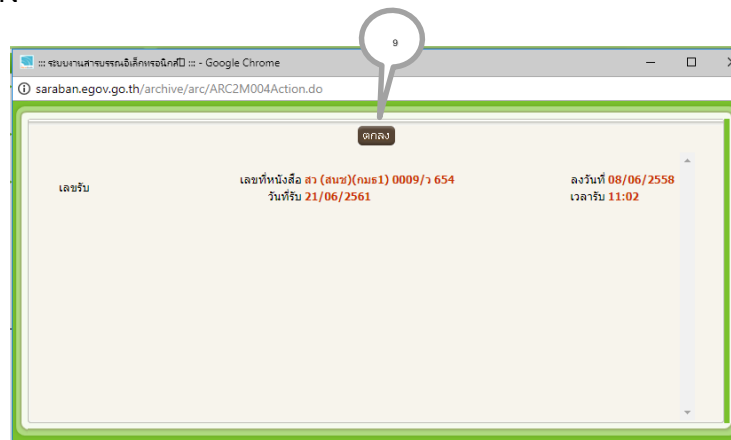 9
::: ระบบงานสารบรรณอิเล็กทรอนิกส์ ::: - Google Chrome
saraban.egov.go.th/archive/arc/ARC2M004Action.do
ตกลง
เลขรับ เลขที่หนังสือ สว (สนช)(กมธ1) 0009/ว 654 ลงวันที่ 08/06/2558
วันที่รับ 21/06/2561 เวลารับ 11:02